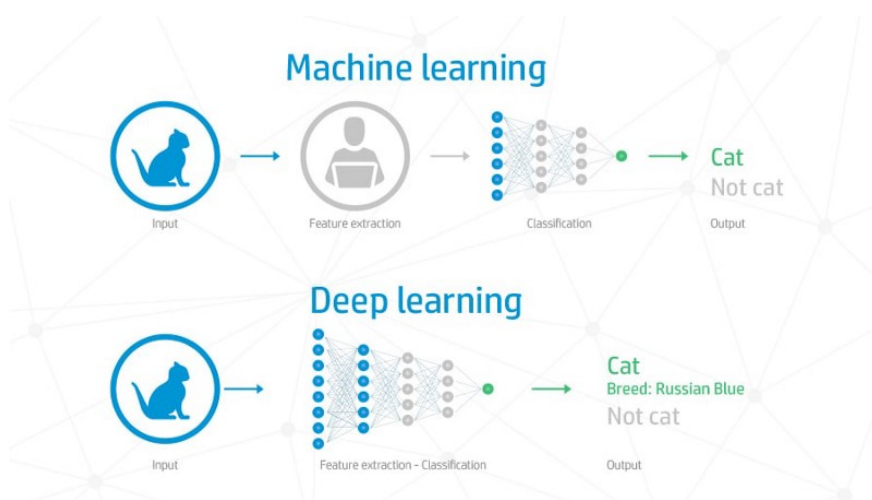 Machine learning
Input
Feature extraction
Classification
Cat
Not cat
Output
Deep learning
Input
Feature extraction - Classification
Cat
Breed: Russian Blue
Not cat
Output